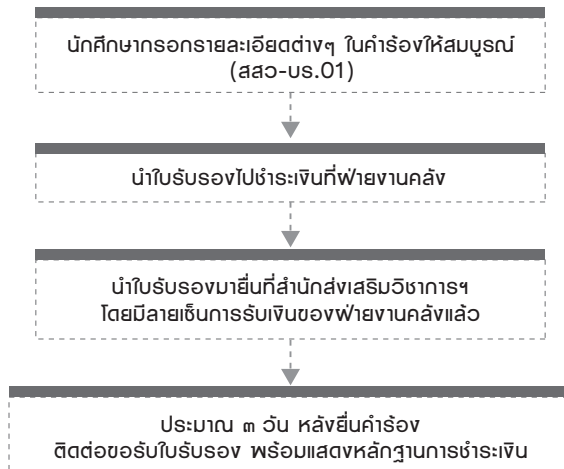 นักศึกษากรอกรายละเอียดต่างๆ ในคำร้องให้สมบูรณ์
(สสว-บร.01)
นำใบรับรองไปชำระเงินที่ฝ่ายงานคลัง
นำใบรับรองมายื่นที่สำนักส่งเสริมวิชาการฯ
โดยมีลายเซ็นการรับเงินของฝ่ายงานคลังแล้ว
ประมาณ ๓ วัน หลังยื่นคำร้อง
ติดต่อขอรับใบรับรอง พร้อมแสดงหลักฐานการชำระเงิน